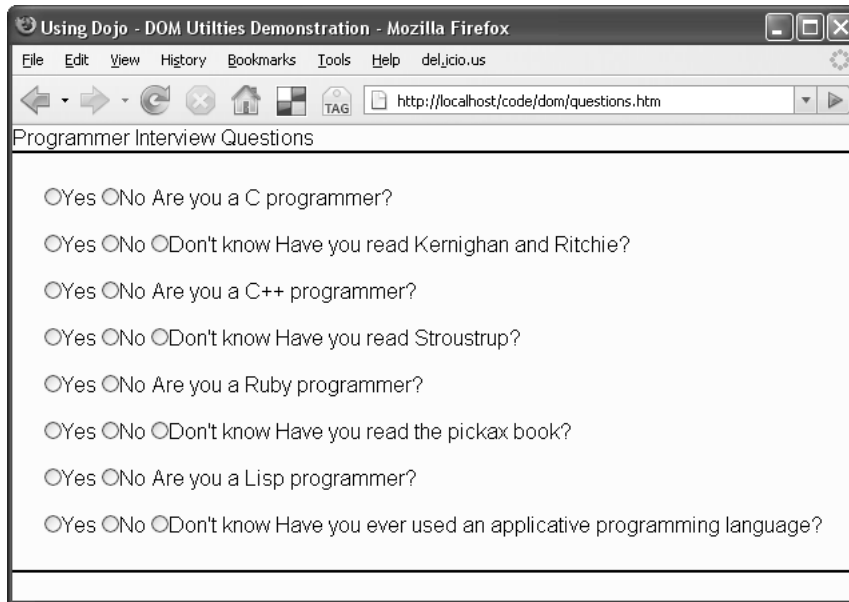 Using Dojo - DOM Utilties Demonstration - Mozilla Firefox
File Edit View History Bookmarks Tools Help del.icio.us
TAG http://localhost/code/dom/questions.htm
Programmer Interview Questions
Yes No Are you a C programmer?
Yes No Don't know Have you read Kernighan and Ritchie?
Yes No Are you a C++ programmer?
Yes No Don't know Have you read Stroustrup?
Yes No Are you a Ruby programmer?
Yes No Don't know Have you read the pickax book?
Yes No Are you a Lisp programmer?
Yes No Don't know Have you ever used an applicative programming language?